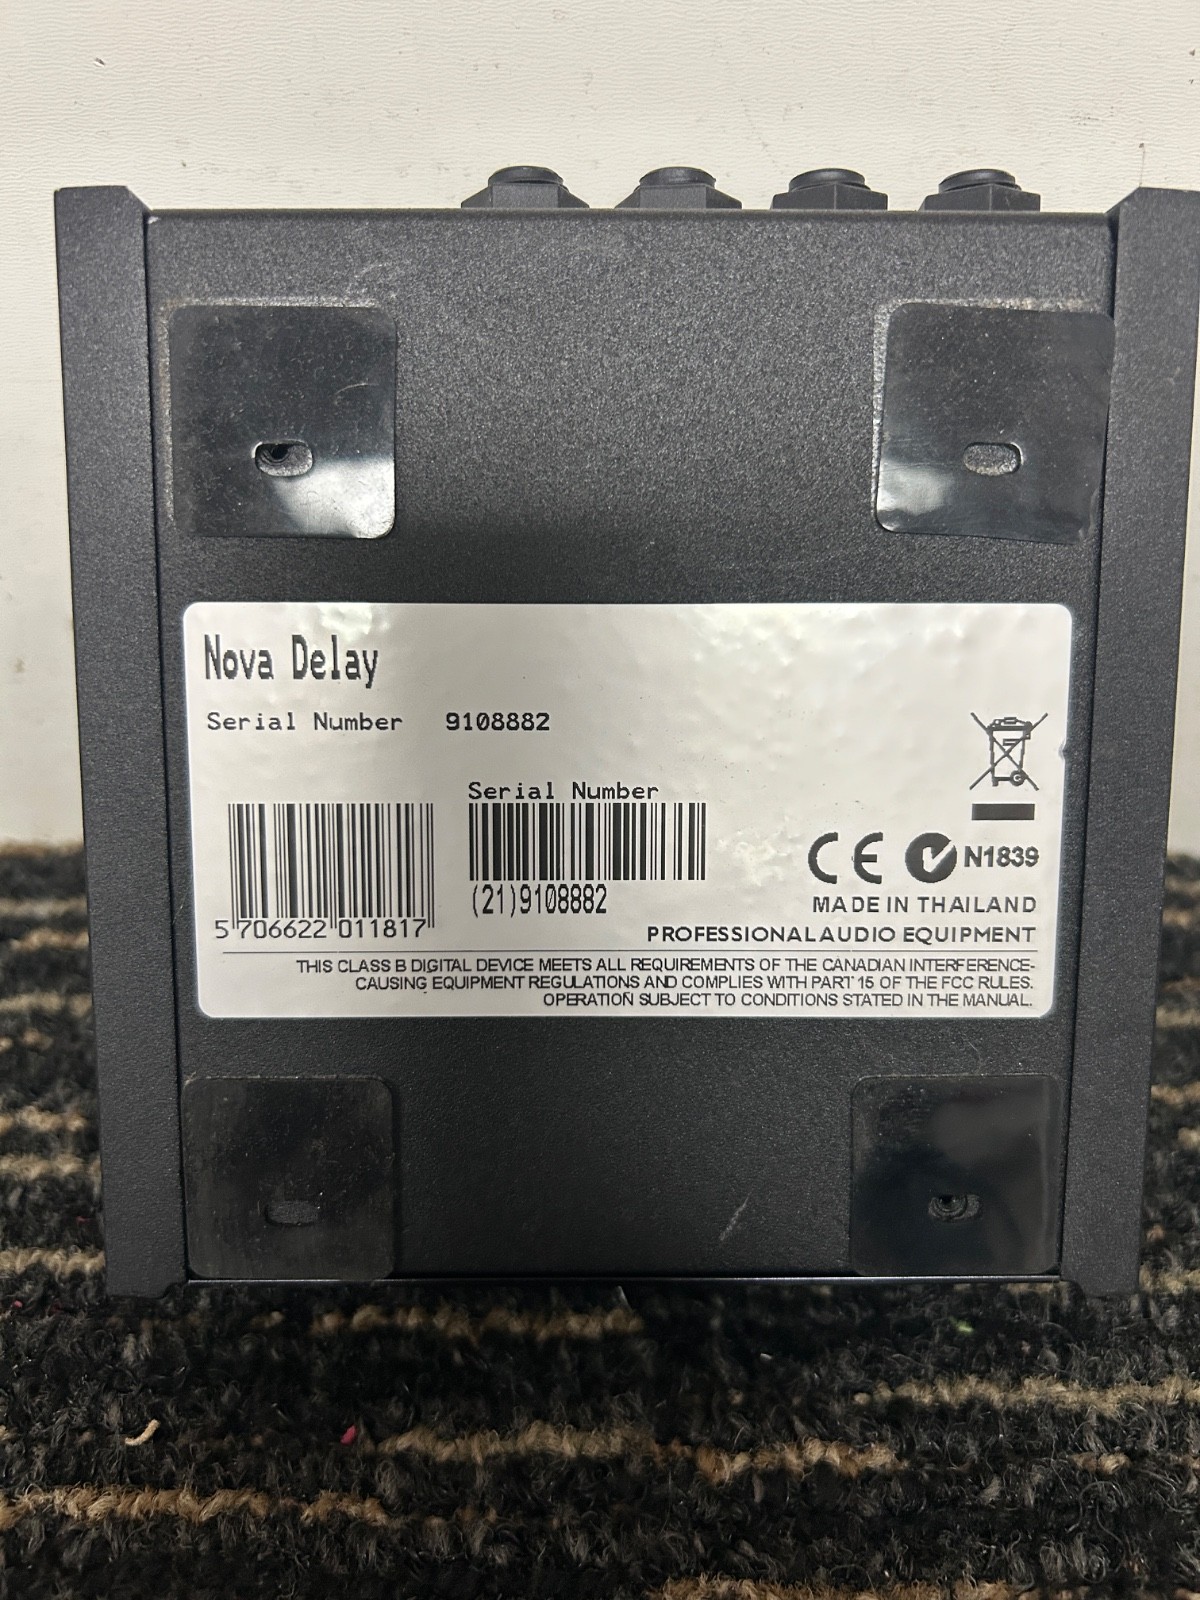 Nova Delay
Serial Number 9108882
Serial Number
5 706622 011817
(21)9108882
CE N1839
MADE IN THAILAND
PROFESSIONAL AUDIO EQUIPMENT
THIS CLASS B DIGITAL DEVICE MEETS ALL REQUIREMENTS OF THE CANADIAN INTERFERENCE-
CAUSING EQUIPMENT REGULATIONS AND COMPLIES WITH PART 15 OF THE FCC RULES.
OPERATION SUBJECT TO CONDITIONS STATED IN THE MANUAL.